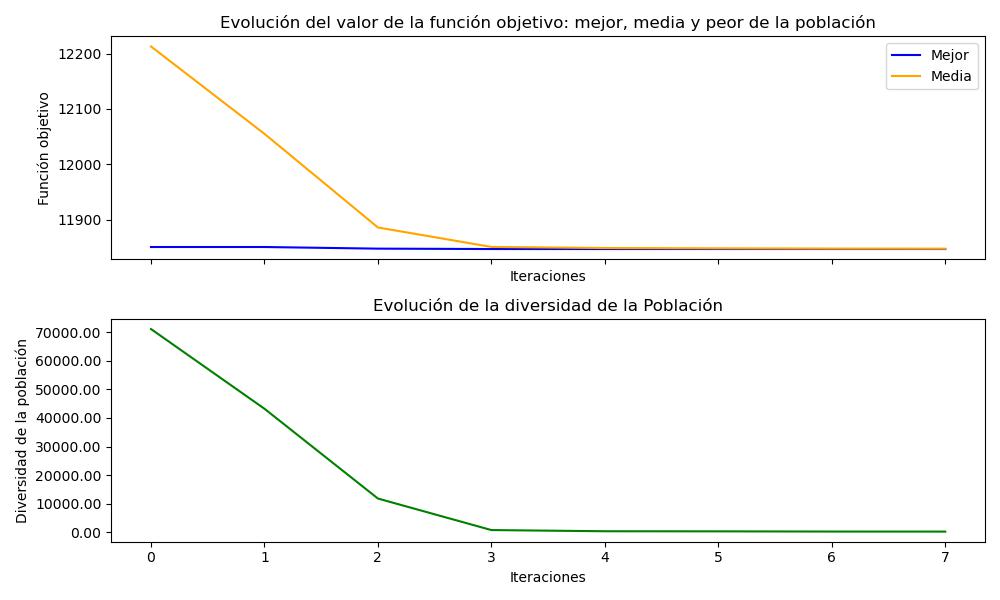 Evolución del valor de la función objetivo: mejor, media y peor de la población
Función objetivo
12200
12100
12000
11900
Mejor
Media
Iteraciones
Evolución de la diversidad de la Población
Diversidad de la población
70000.00
60000.00
50000.00
40000.00
30000.00
20000.00
10000.00
0.00
0 1 2 3 4 5 6 7
Iteraciones